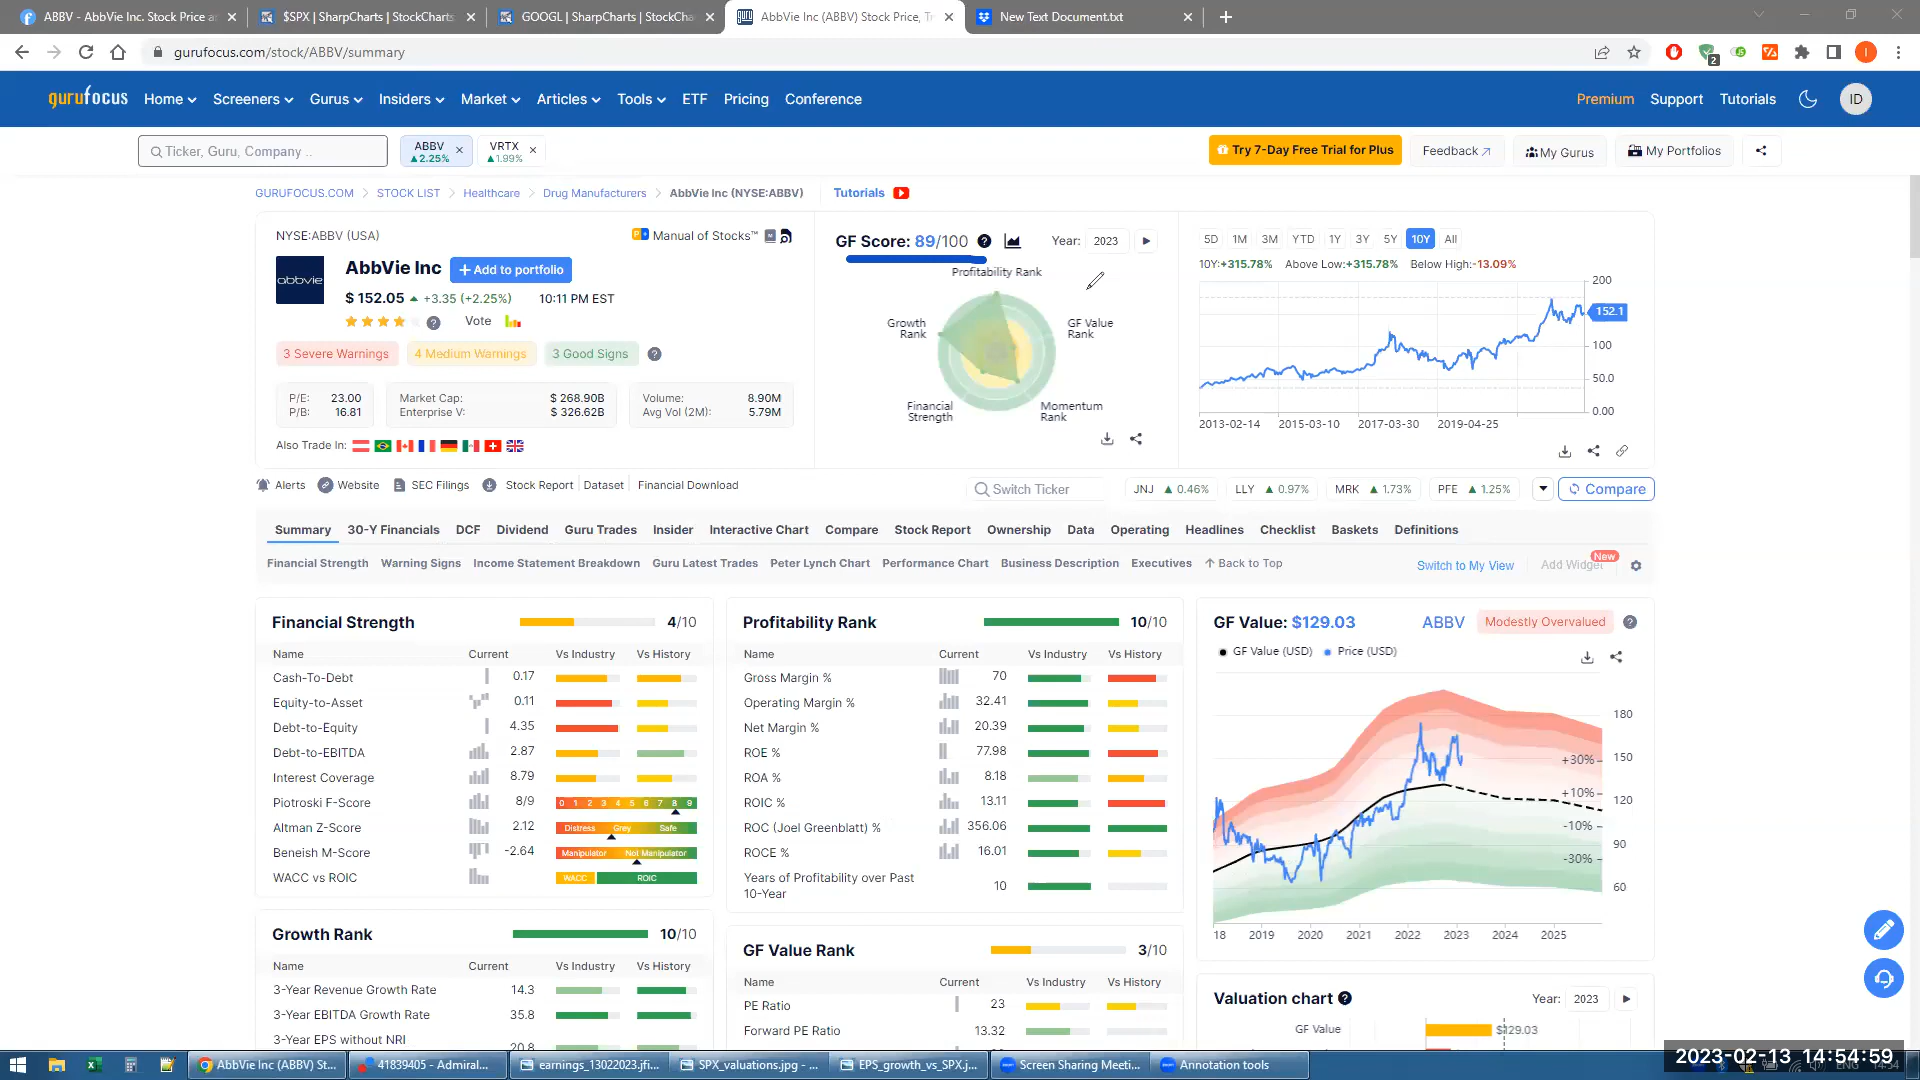 ABBV - AbbVie Inc. Stock Price a
$SPX | SharpCharts | StockCharts
GOOGL | SharpCharts | StockCha
AbbVie Inc (ABBV) Stock Price, Tr
New Text Document.txt
gurufocus.com/stock/ABBV/summary
2
I
gurufocus
Home
Screeners
Gurus
Insiders
Market
Articles
Tools
ETF
Pricing
Conference
Premium
Support
Tutorials
ID
Ticker, Guru, Company ..
ABBV
▲2.25%
VRTX
▲1.99%
Try 7-Day Free Trial for Plus
Feedback
My Gurus
My Portfolios
GURUFOCUS.COM > STOCK LIST > Healthcare > Drug Manufacturers > AbbVie Inc (NYSE:ABBV)
Tutorials
NYSE:ABBV (USA)
Manual of Stocks™
abbvie
AbbVie Inc
+ Add to portfolio
$ 152.05 +3.35 (+2.25%) 10:11 PM EST
Vote
3 Severe Warnings
4 Medium Warnings
3 Good Signs
P/E: 23.00
P/B: 16.81
Market Cap: $ 268.90B
Enterprise V: $ 326.62B
Volume: 8.90M
Avg Vol (2M): 5.79M
Also Trade In:
GF Score: 89/100
Year: 2023
Profitability Rank
Growth Rank
GF Value Rank
Financial Strength
Momentum Rank
5D 1M 3M YTD 1Y 3Y 5Y 10Y All
10Y:+315.78% Above Low:+315.78% Below High:-13.09%
200
152.1
100
50.0
0.00
2013-02-14 2015-03-10 2017-03-30 2019-04-25
Alerts
Website
SEC Filings
Stock Report
Dataset
Financial Download
Switch Ticker
JNJ ▲ 0.46%
LLY ▲ 0.97%
MRK ▲ 1.73%
PFE ▲ 1.25%
Compare
Summary 30-Y Financials DCF Dividend Guru Trades Insider Interactive Chart Compare Stock Report Ownership Data Operating Headlines Checklist Baskets Definitions
Financial Strength Warning Signs Income Statement Breakdown Guru Latest Trades Peter Lynch Chart Performance Chart Business Description Executives ↑ Back to Top
Switch to My View
Add Widget
New
Financial Strength 4/10
Name Current Vs Industry Vs History
Cash-To-Debt 0.17
Equity-to-Asset 0.11
Debt-to-Equity 4.35
Debt-to-EBITDA 2.87
Interest Coverage 8.79
Piotroski F-Score 8/9 0 1 2 3 4 5 6 7 8 9
Altman Z-Score 2.12 Distress Grey Safe
Beneish M-Score -2.64 Manipulator Not Manipulator
WACC vs ROIC WACC ROIC
Growth Rank 10/10
Name Current Vs Industry Vs History
3-Year Revenue Growth Rate 14.3
3-Year EBITDA Growth Rate 35.8
3-Year EPS without NRI
20.8
Profitability Rank 10/10
Name Current Vs Industry Vs History
Gross Margin % 70
Operating Margin % 32.41
Net Margin % 20.39
ROE % 77.98
ROA % 8.18
ROIC % 13.11
ROC (Joel Greenblatt) % 356.06
ROCE % 16.01
Years of Profitability over Past 10-Year 10
GF Value Rank 3/10
Name Current Vs Industry Vs History
PE Ratio 23
Forward PE Ratio 13.32
GF Value: $129.03 ABBV Modestly Overvalued
GF Value (USD) Price (USD)
180
150
120
90
60
+30%
+10%
-10%
-30%
18 2019 2020 2021 2022 2023 2024 2025
Valuation chart
Year: 2023
GF Value $129.03
AbbVie Inc (ABBV) St...
41839405 - Admiral...
earnings_13022023.jfi...
SPX_valuations.jpg - ...
EPS_growth_vs_SPX.j...
Screen Sharing Meeti...
Annotation tools
2023-02-13 14:54:59